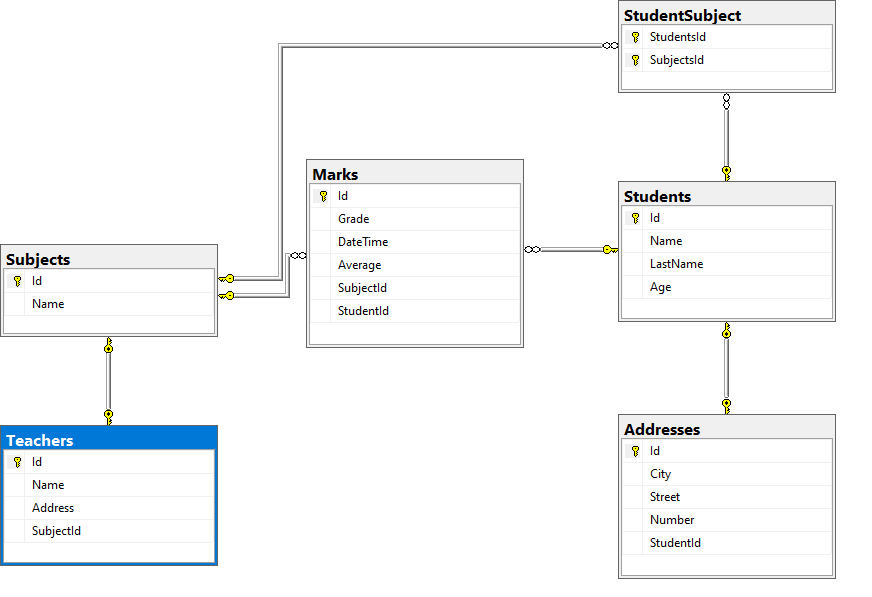 StudentSubject
StudentsId
SubjectsId
Marks
Id
Grade
DateTime
Average
SubjectId
StudentId
Students
Id
Name
LastName
Age
Subjects
Id
Name
Teachers
Id
Name
Address
SubjectId
Addresses
Id
City
Street
Number
StudentId